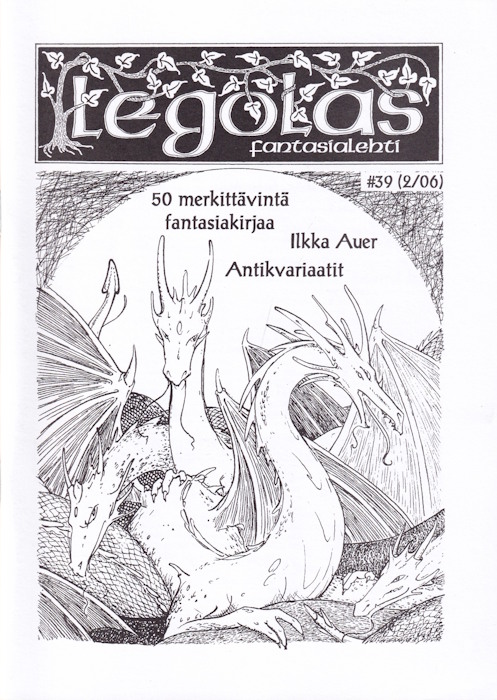 Legolas
fantasialehti
#39 (2/06)
50 merkittävintä
fantasiakirjaa
Ilkka Auer
Antikvariaatit